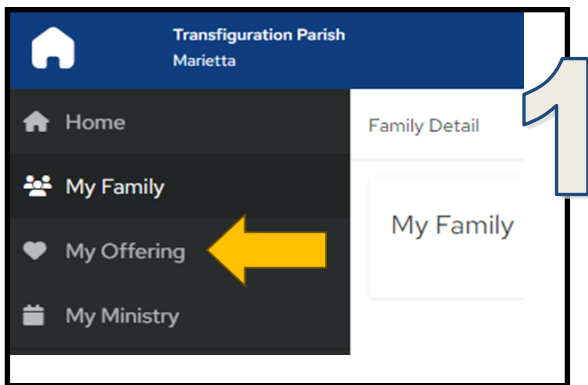 Transfiguration Parish
Marietta
Home
My Family
My Offering
My Ministry
Family Detail
My Family
1